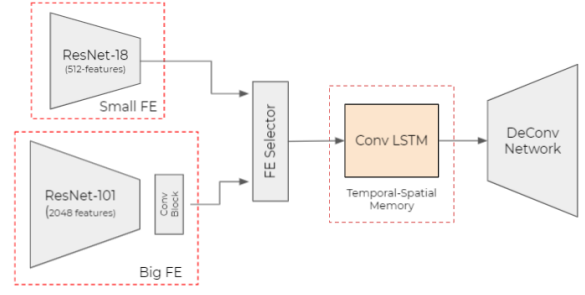 ResNet-18
(512-features)
Small FE
ResNet-101
(2048 features)
Conv
Block
Big FE
FE Selector
Conv LSTM
Temporal-Spatial
Memory
DeConv
Network